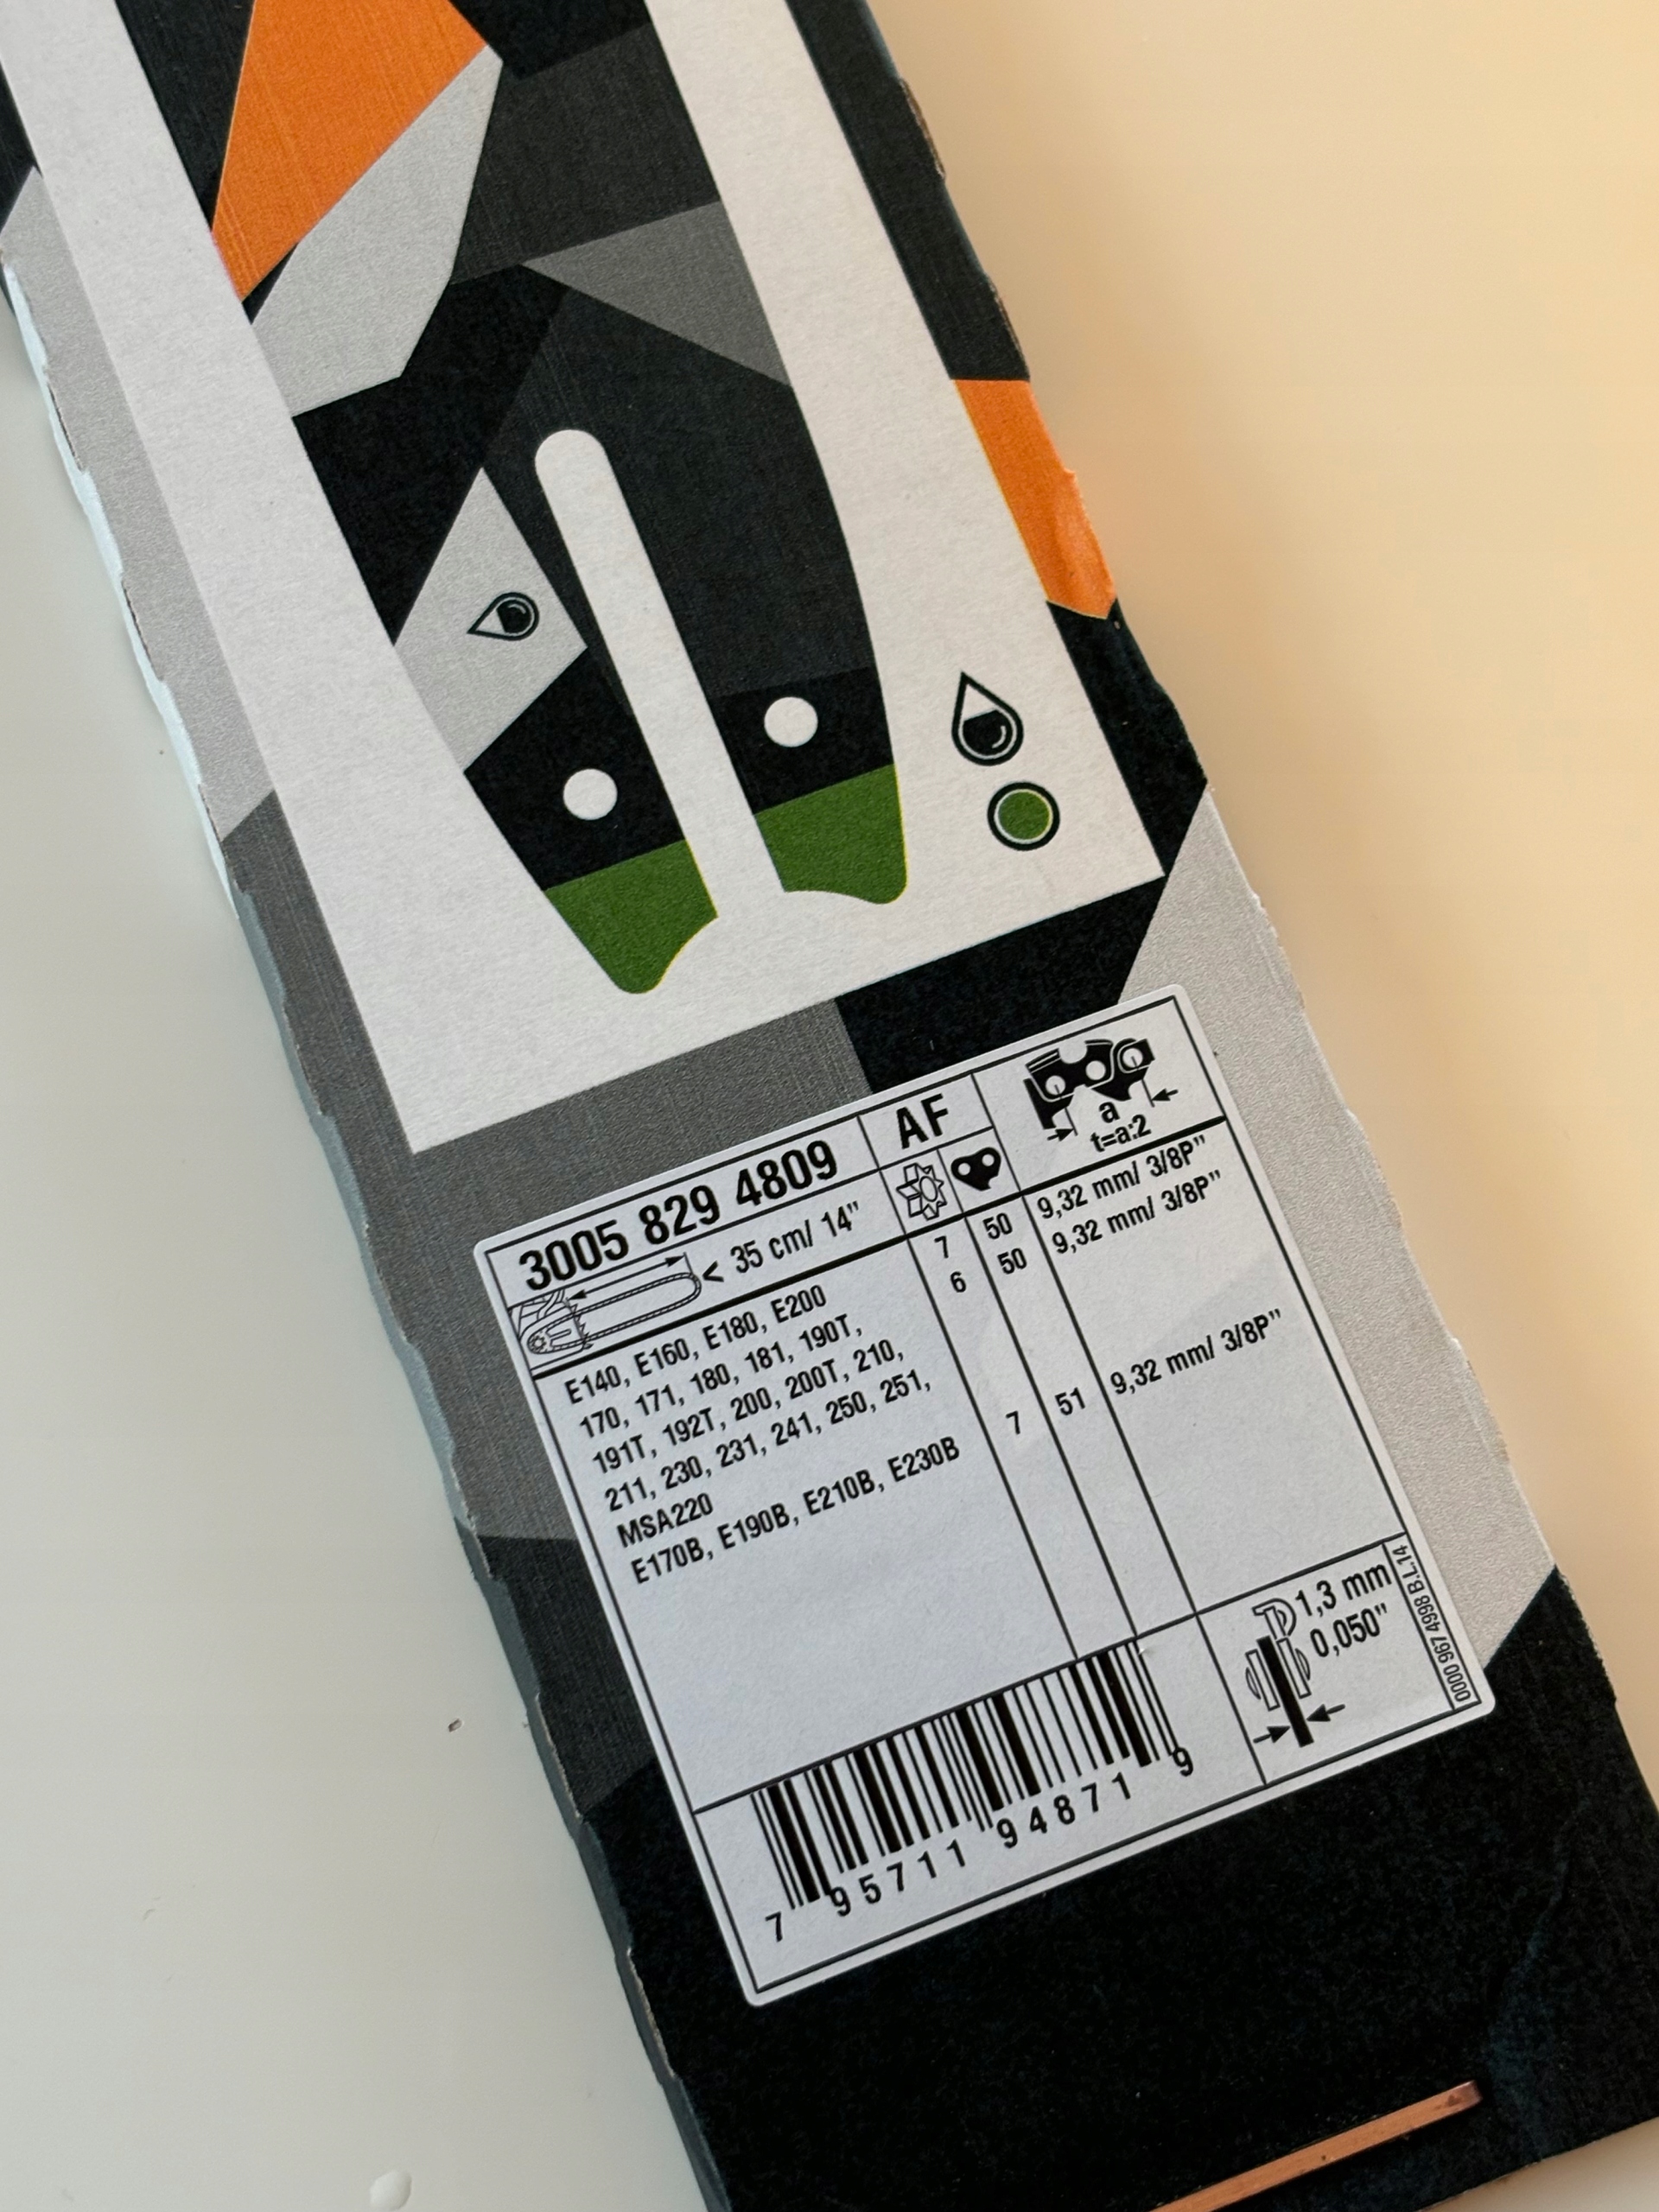 3005 829 4809
AF
a
t=a:2
< 35 cm/ 14"
E140, E160, E180, E200
7
50
9,32 mm/ 3/8P"
170, 171, 180, 181, 190T,
6
50
9,32 mm/ 3/8P"
191T, 192T, 200, 200T, 210,
211, 230, 231, 241, 250, 251,
MSA220
E170B, E190B, E210B, E230B
7
51
9,32 mm/ 3/8P"
1,3 mm
0,050"
0000 967 4998 B.L.14
7 95711 94871 9